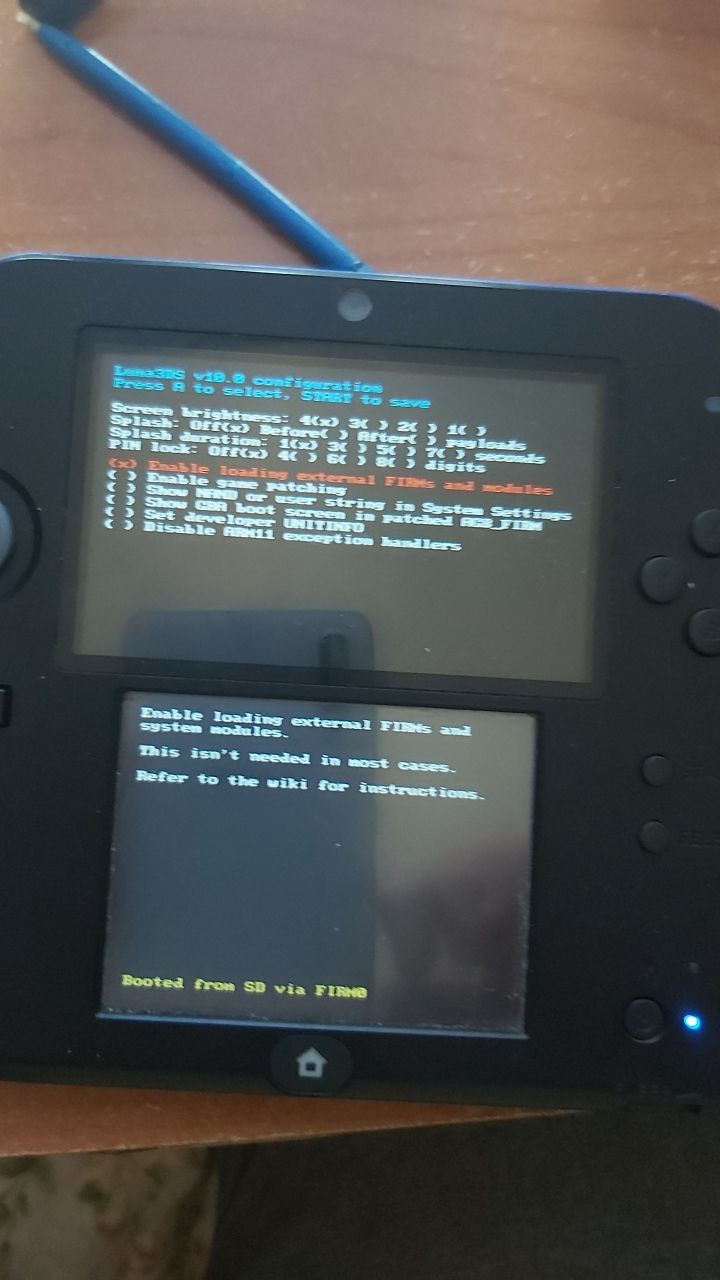 Luma3DS v10.0 configuration
Press A to select, START to save
Screen brightness: 4(x) 3( ) 2( ) 1( )
Splash: Off(x) Before( ) After( ) payloads
Splash duration: 1(x) 3( ) 5( ) 7( ) seconds
PIN lock: Off(x) 4( ) 6( ) 8( ) digits
(x) Enable loading external FIRMs and modules
( ) Enable game patching
( ) Show NAND or user string in System Settings
( ) Show GBA boot screen in patched AGB_FIRM
( ) Set developer UNITINFO
( ) Disable ARM11 exception handlers
Enable loading external FIRMs and
system modules.
This isn't needed in most cases.
Refer to the wiki for instructions.
Booted from SD via FIRM0